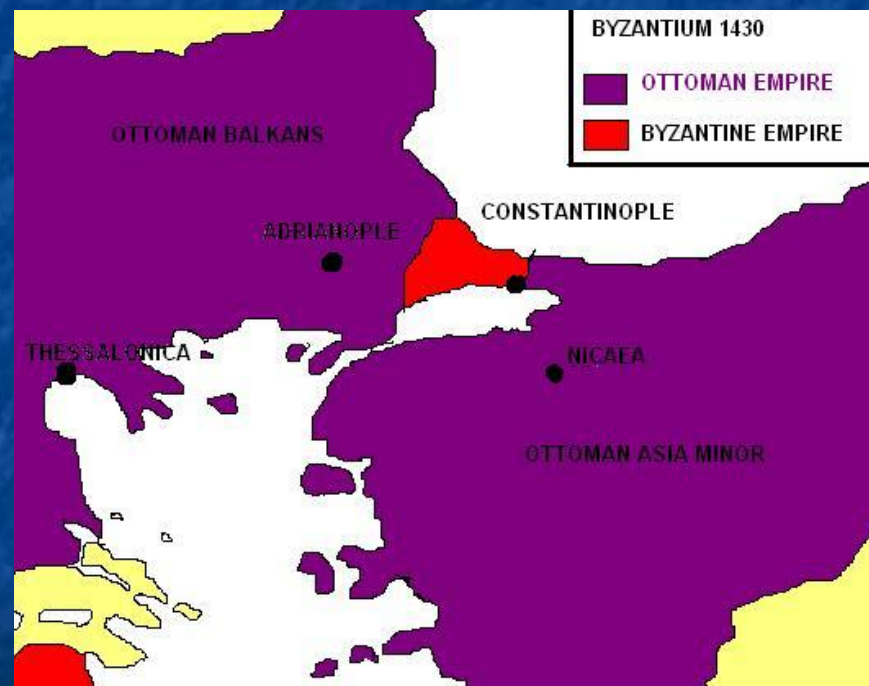 BYZANTIUM 1430
OTTOMAN EMPIRE
BYZANTINE EMPIRE
OTTOMAN BALKANS
CONSTANTINOPLE
ADRIANOPLE
THESSALONICA
NICAEA
OTTOMAN ASIA MINOR